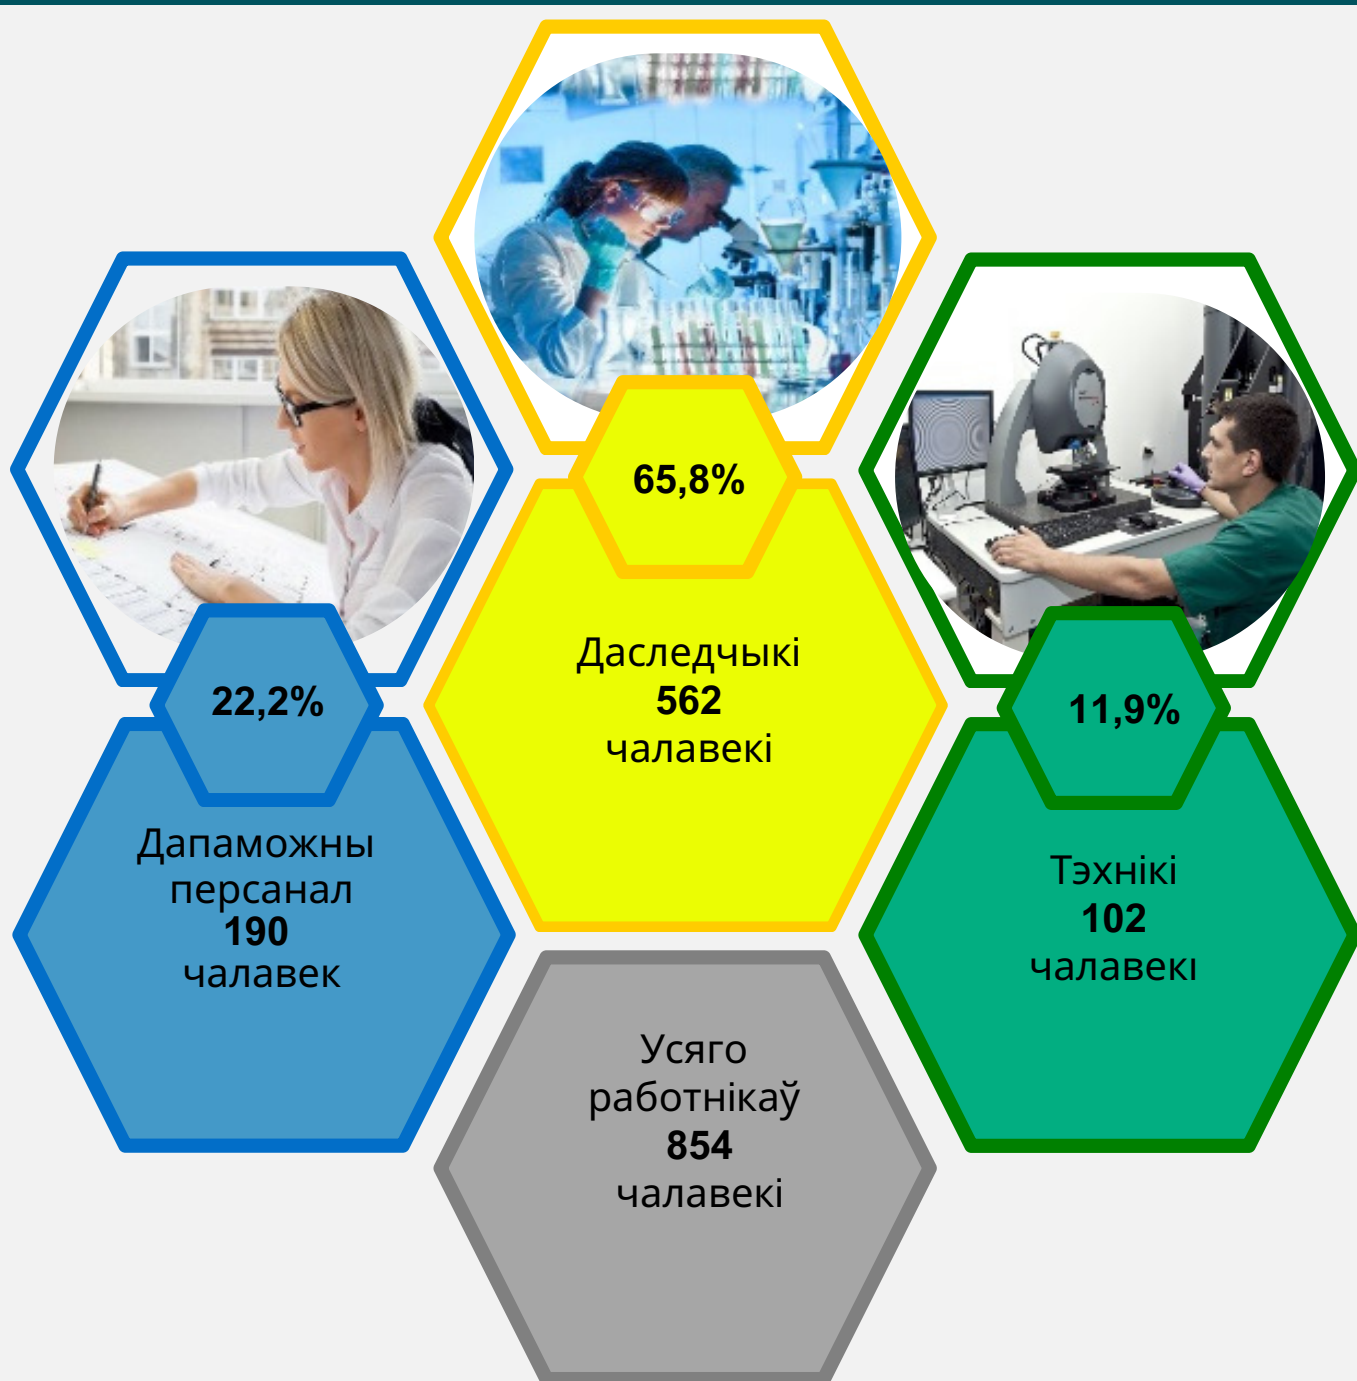 65,8%
Даследчыкі
562
чалавекі
22,2%
Дапаможны
персанал
190
чалавек
11,9%
Тэхнікі
102
чалавекі
Усяго
работнікаў
854
чалавекі